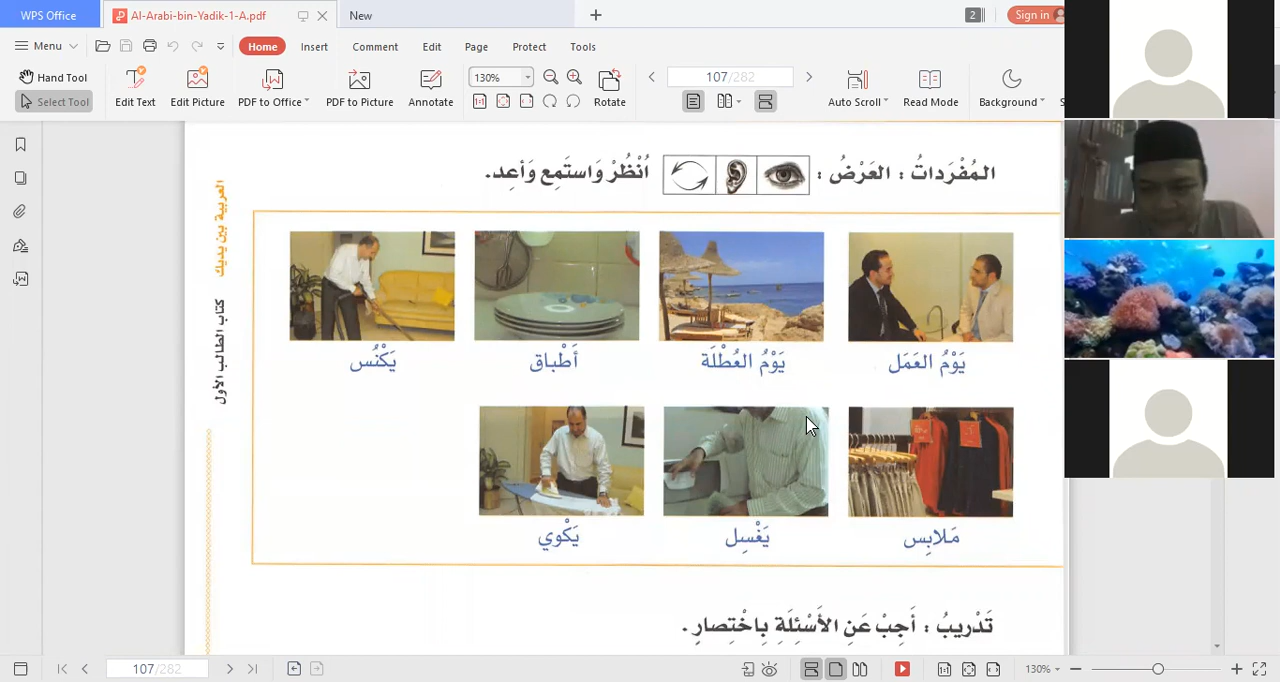 WPS Office
Al-Arabi-bin-Yadik-1-A.pdf
New
2
Sign in
Menu
Home
Insert
Comment
Edit
Page
Protect
Tools
Hand Tool
Select Tool
Edit Text
Edit Picture
PDF to Office
PDF to Picture
Annotate
130%
Rotate
107/282
Auto Scroll
Read Mode
Background
المُفْرَداتُ : العَرْضُ : اُنْظُرْ وَاستَمِع وَأَعِد.
العربية بين يديك
كتاب الطالب الأول
يَوْمُ العَمَل
يَوْمُ العُطْلَة
أَطْباق
يَكْنُس
مَلابِس
يَغْسِل
يَكْوي
تَدْريبُ : أَجِبْ عَنِ الأَسْئِلَةِ بِاخْتِصارِ .
107/282
130%